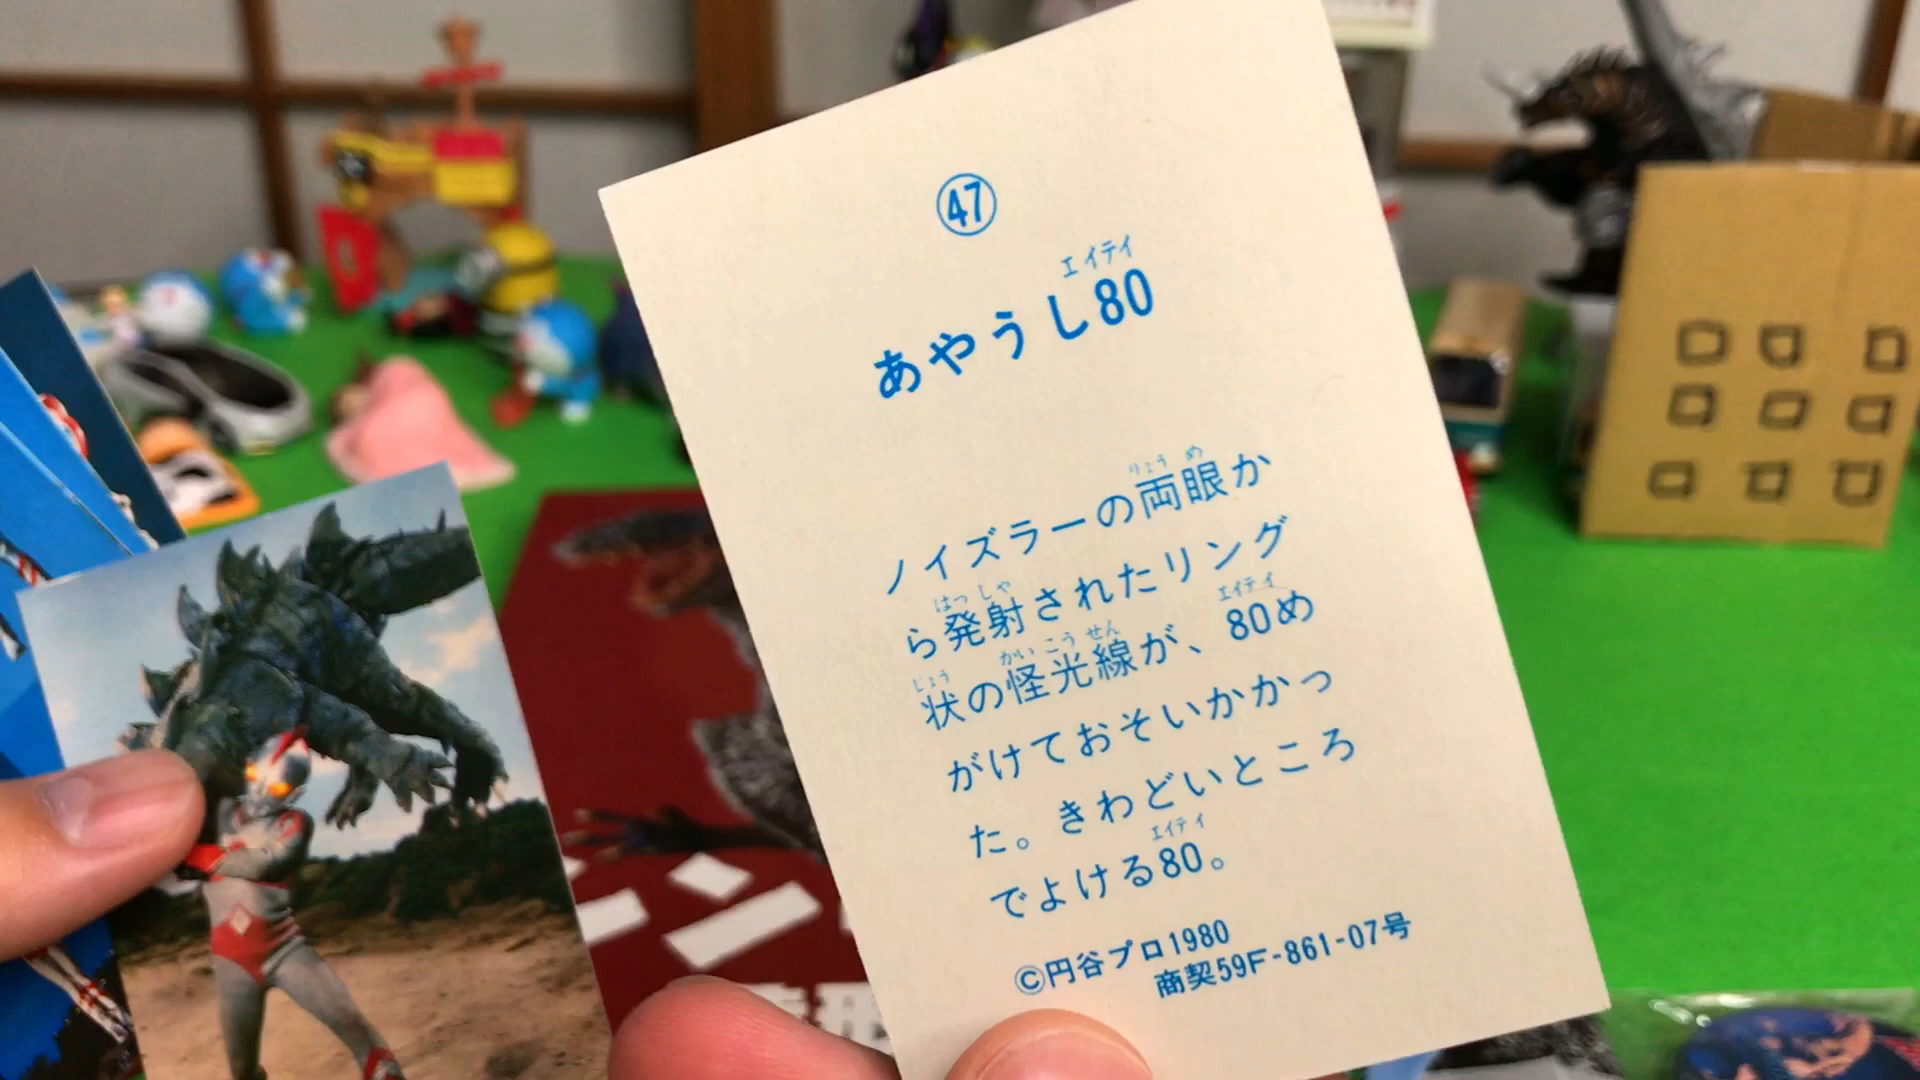 47
エイティ
あやうし80
りょう め
ノイズラーの両眼か
はっ しゃ
ら発射されたリング
じょう かい こう せん エイティ
状の怪光線が、80め
がけておそいかかっ
た。きわどいところ
エイティ
でよける80。
©円谷プロ1980
商契59F-861-07号